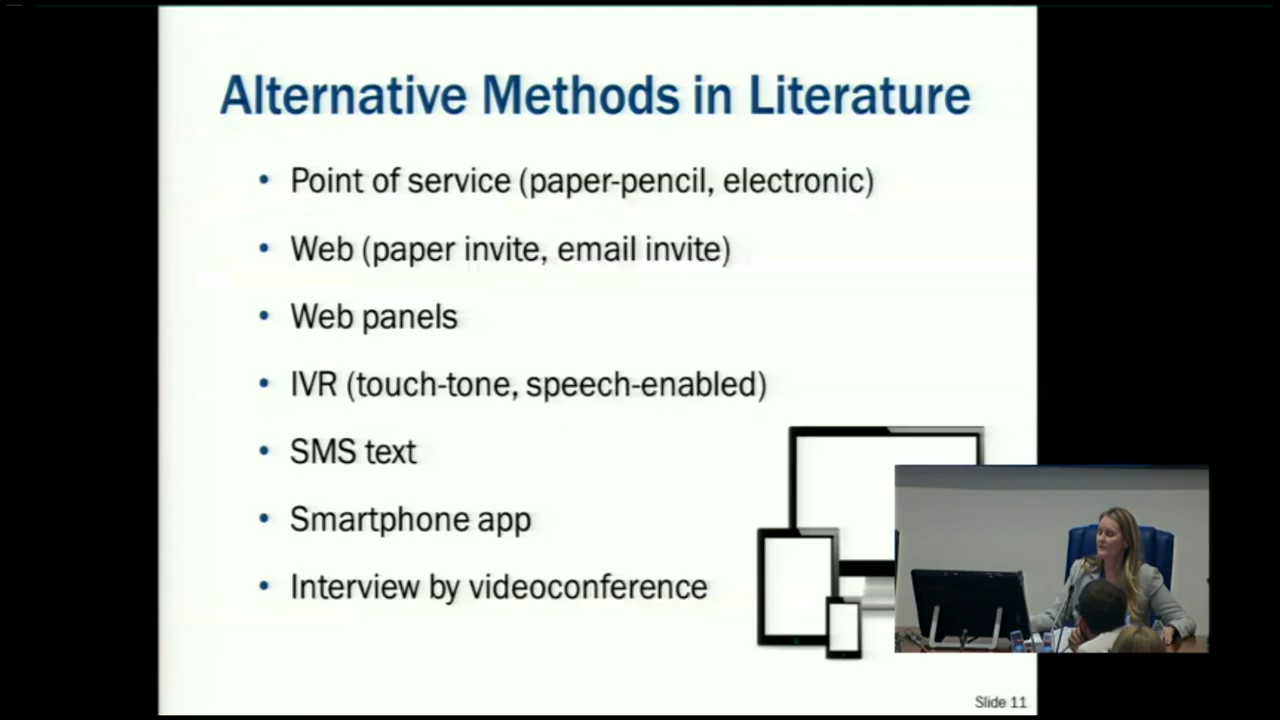 Alternative Methods in Literature
• Point of service (paper-pencil, electronic)
• Web (paper invite, email invite)
• Web panels
• IVR (touch-tone, speech-enabled)
• SMS text
• Smartphone app
• Interview by videoconference
Slide 11